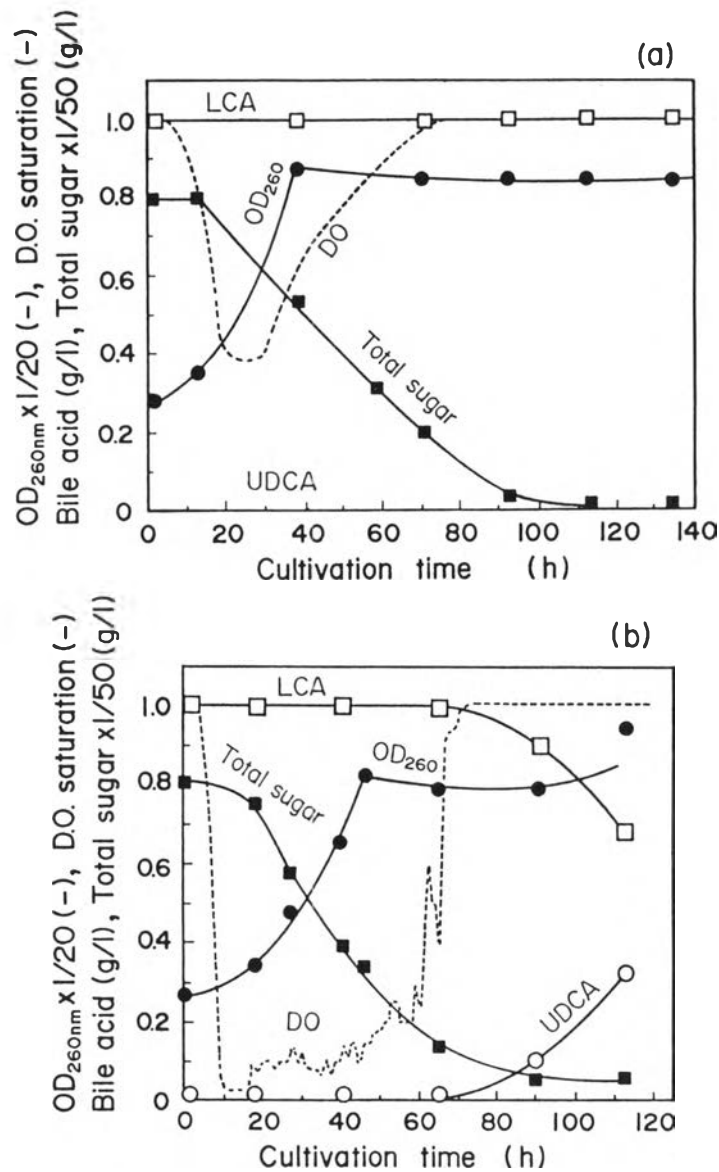 (a)
OD260nm x1/20 (-), D.O. saturation (-)
Bile acid (g/l), Total sugar x1/50 (g/l)
LCA
1.0
OD260
0.8
DO
0.6
Total sugar
0.4
0.2
UDCA
0
0 20 40 60 80 100 120 140
Cultivation time (h)
(b)
OD260nm x1/20 (-), D.O. saturation (-)
Bile acid (g/l), Total sugar x1/50 (g/l)
LCA
1.0
Total sugar
OD260
0.8
0.6
0.4
DO
UDCA
0.2
0
0 20 40 60 80 100 120
Cultivation time (h)